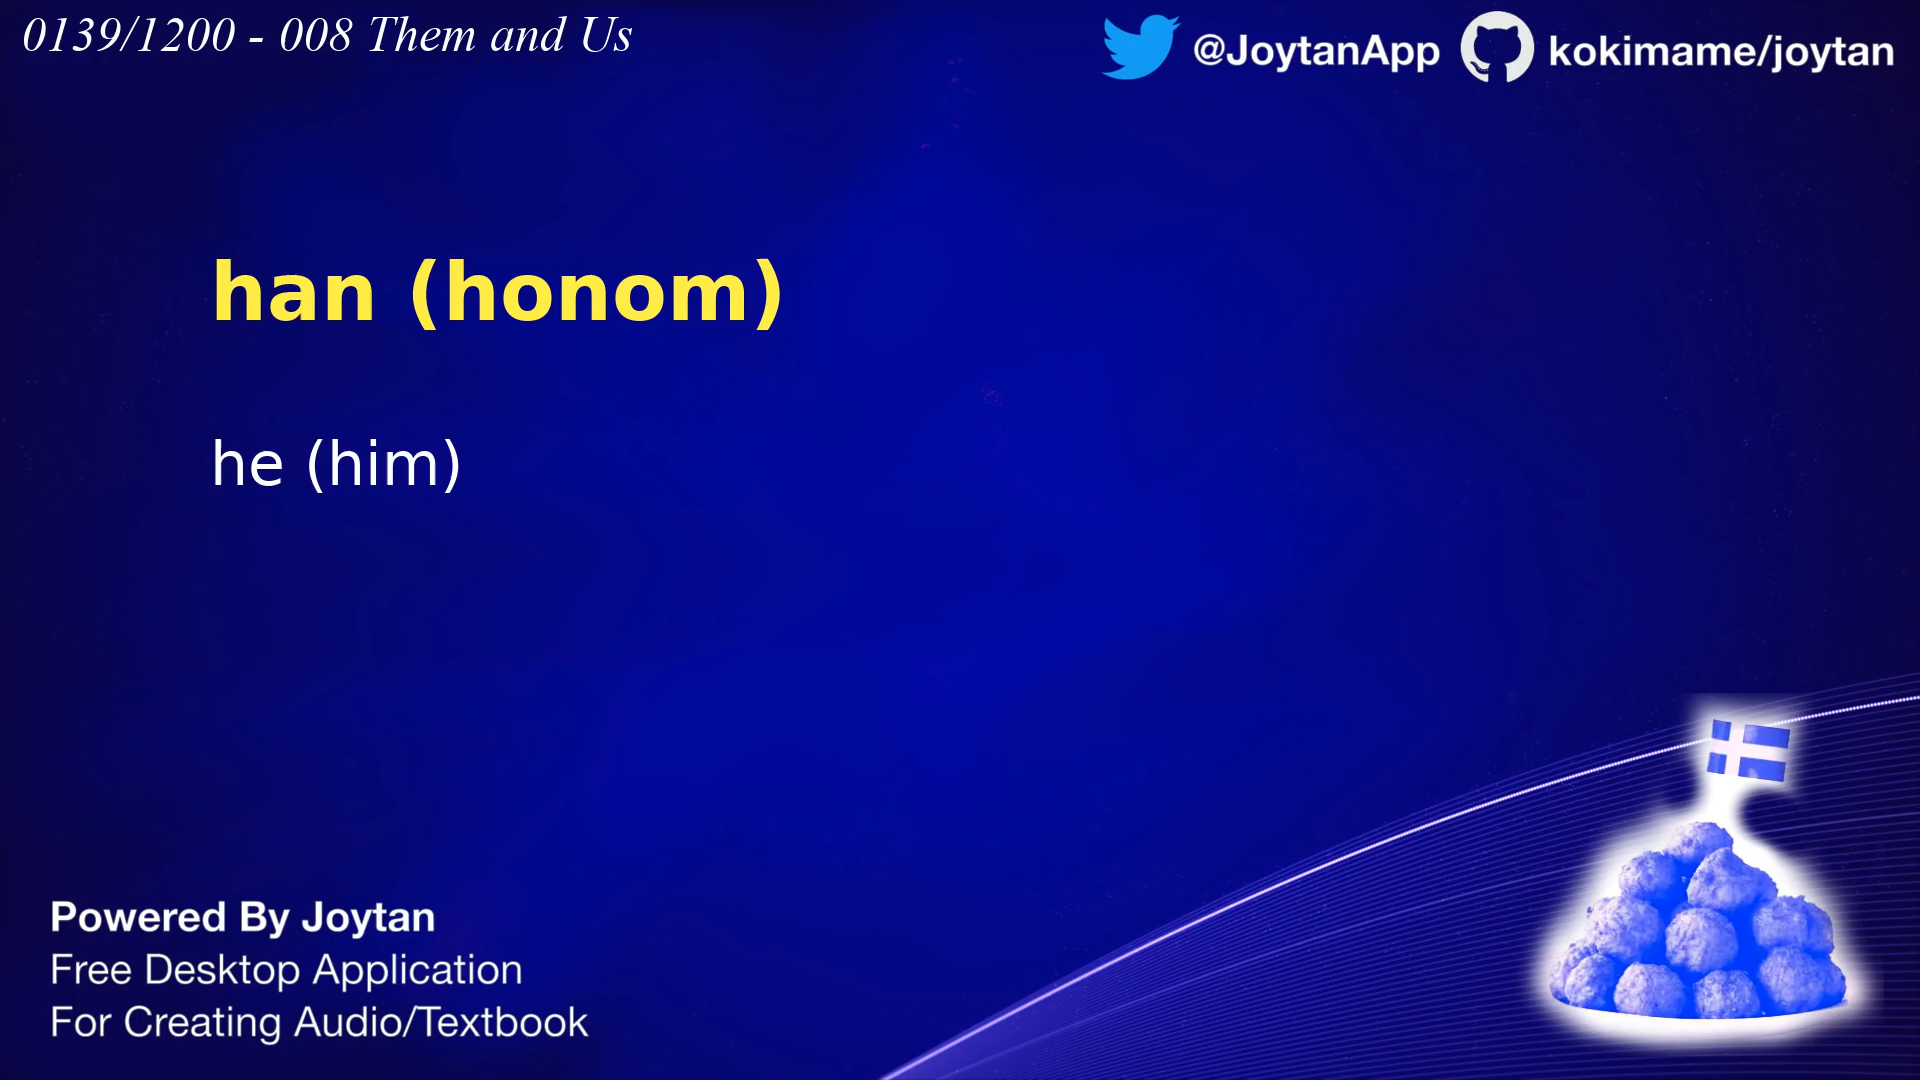 0139/1200 - 008 Them and Us
@JoytanApp
kokimame/joytan
han (honom)
he (him)
Powered By Joytan
Free Desktop Application
For Creating Audio/Textbook